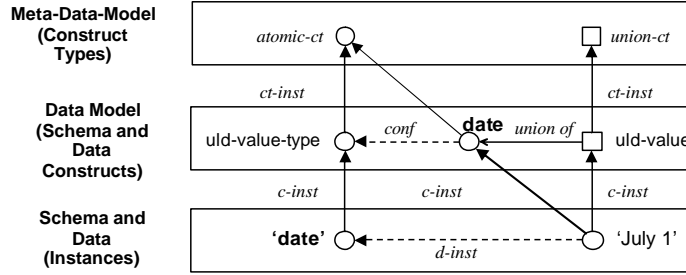 Meta-Data-Model
(Construct
Types)
atomic-ct
union-ct
ct-inst
ct-inst
Data Model
(Schema and
Data
Constructs)
uld-value-type
conf
date
union of
uld-value
c-inst
c-inst
c-inst
Schema and
Data
(Instances)
‘date’
d-inst
‘July 1’